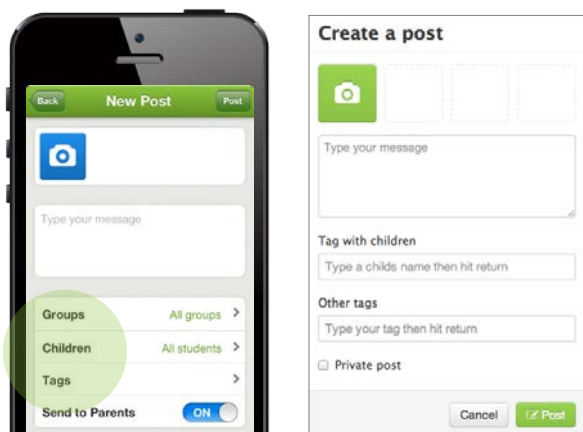 Back New Post Post
Type your message
Groups All groups
Children All students
Tags
Send to Parents ON
Create a post
Type your message
Tag with children
Type a childs name then hit return
Other tags
Type your tag then hit return
Private post
Cancel Post